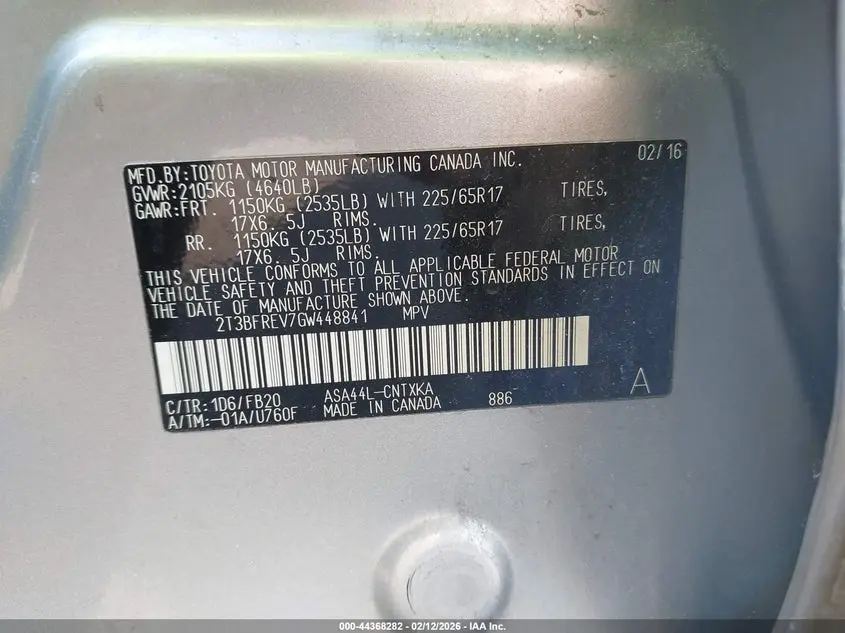 MFD.BY:TOYOTA MOTOR MANUFACTURING CANADA INC. 02/16
GVWR:2105KG (4640LB)
GAWR:FRT. 1150KG (2535LB) WITH 225/65R17 TIRES,
17X6. 5J RIMS.
RR. 1150KG (2535LB) WITH 225/65R17 TIRES,
17X6. 5J RIMS.
THIS VEHICLE CONFORMS TO ALL APPLICABLE FEDERAL MOTOR
VEHICLE SAFETY AND THEFT PREVENTION STANDARDS IN EFFECT ON
THE DATE OF MANUFACTURE SHOWN ABOVE.
2T3BFREV7GW448841 MPV
C/TR:1D6/FB20 ASA44L-CNTXKA
A/TM:-01A/U760F MADE IN CANADA 886 A
000-44368282 - 02/12/2026 - IAA Inc.